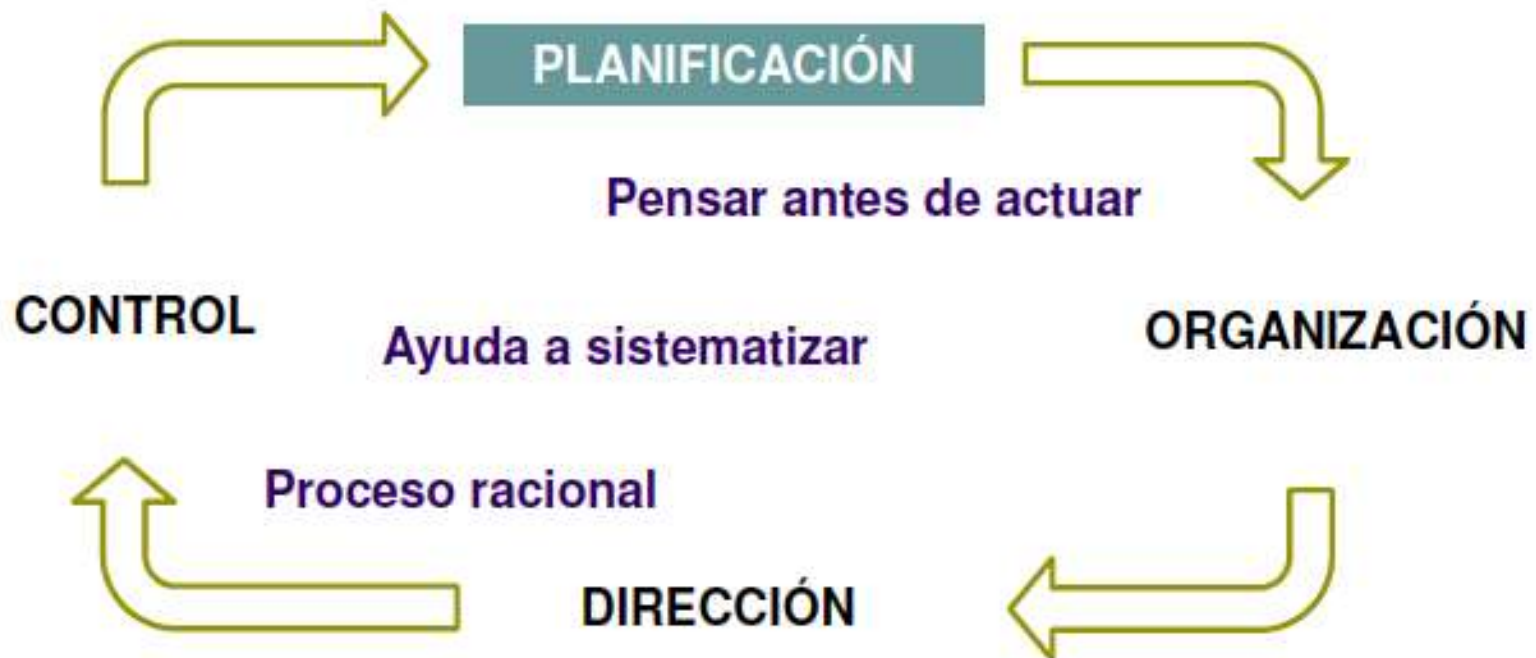 PLANIFICACIÓN
Pensar antes de actuar
CONTROL
Ayuda a sistematizar
ORGANIZACIÓN
Proceso racional
DIRECCIÓN